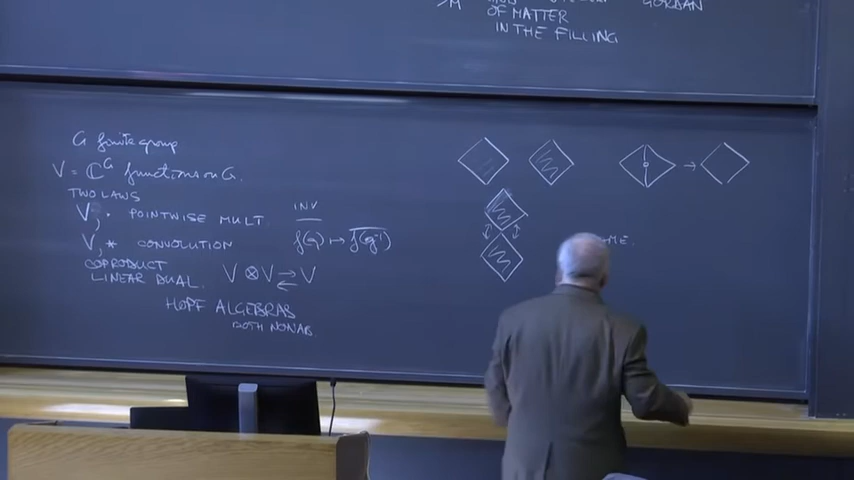 OF MATTER
IN THE FILLING
G finite group
V = ℂ^G functions on G.
TWO LAWS
V, · POINTWISE MULT.
V, * CONVOLUTION
COPRODUCT
LINEAR DUAL.
V ⊗ V ⇄ V
HOPF ALGEBRAS
BOTH NONAB
INV
f(g) ↦ \overline{f(g⁻¹)}